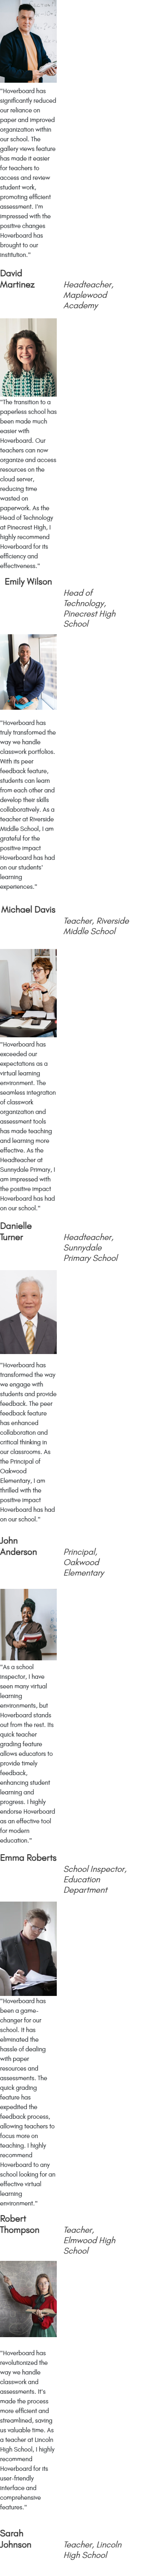 "Hoverboard has
significantly reduced
our reliance on
paper and improved
organization within
our school. The
gallery views feature
has made it easier
for teachers to
access and review
student work,
promoting efficient
assessment. I'm
impressed with the
positive changes
Hoverboard has
brought to our
institution."
David
Martinez
Headteacher,
Maplewood
Academy
"The transition to a
paperless school has
been made much
easier with
Hoverboard. Our
teachers can now
organize and access
resources on the
cloud server,
reducing time
wasted on
paperwork. As the
Head of Technology
at Pinecrest High, I
highly recommend
Hoverboard for its
efficiency and
effectiveness."
Emily Wilson
Head of
Technology,
Pinecrest High
School
"Hoverboard has
truly transformed the
way we handle
classwork portfolios.
With its peer
feedback feature,
students can learn
from each other and
develop their skills
collaboratively. As a
teacher at Riverside
Middle School, I am
grateful for the
positive impact
Hoverboard has had
on our students'
learning
experiences."
Michael Davis
Teacher, Riverside
Middle School
"Hoverboard has
exceeded our
expectations as a
virtual learning
environment. The
seamless integration
of classwork
organization and
assessment tools
has made teaching
and learning more
effective. As the
Headteacher at
Sunnydale Primary, I
am impressed with
the positive impact
Hoverboard has had
on our school."
Danielle
Turner
Headteacher,
Sunnydale
Primary School
"Hoverboard has
transformed the way
we engage with
students and provide
feedback. The peer
feedback feature
has enhanced
collaboration and
critical thinking in
our classrooms. As
the Principal of
Oakwood
Elementary, I am
thrilled with the
positive impact
Hoverboard has had
on our school."
John
Anderson
Principal,
Oakwood
Elementary
"As a school
inspector, I have
seen many virtual
learning
environments, but
Hoverboard stands
out from the rest. Its
quick teacher
grading feature
allows educators to
provide timely
feedback,
enhancing student
learning and
progress. I highly
endorse Hoverboard
as an effective tool
for modern
education."
Emma Roberts
School Inspector,
Education
Department
"Hoverboard has
been a game-
changer for our
school. It has
eliminated the
hassle of dealing
with paper
resources and
assessments. The
quick grading
feature has
expedited the
feedback process,
allowing teachers to
focus more on
teaching. I highly
recommend
Hoverboard to any
school looking for an
effective virtual
learning
environment."
Robert
Thompson
Teacher,
Elmwood High
School
"Hoverboard has
revolutionized the
way we handle
classwork and
assessments. It's
made the process
more efficient and
streamlined, saving
us valuable time. As
a teacher at Lincoln
High School, I highly
recommend
Hoverboard for its
user-friendly
interface and
comprehensive
features."
Sarah
Johnson
Teacher, Lincoln
High School